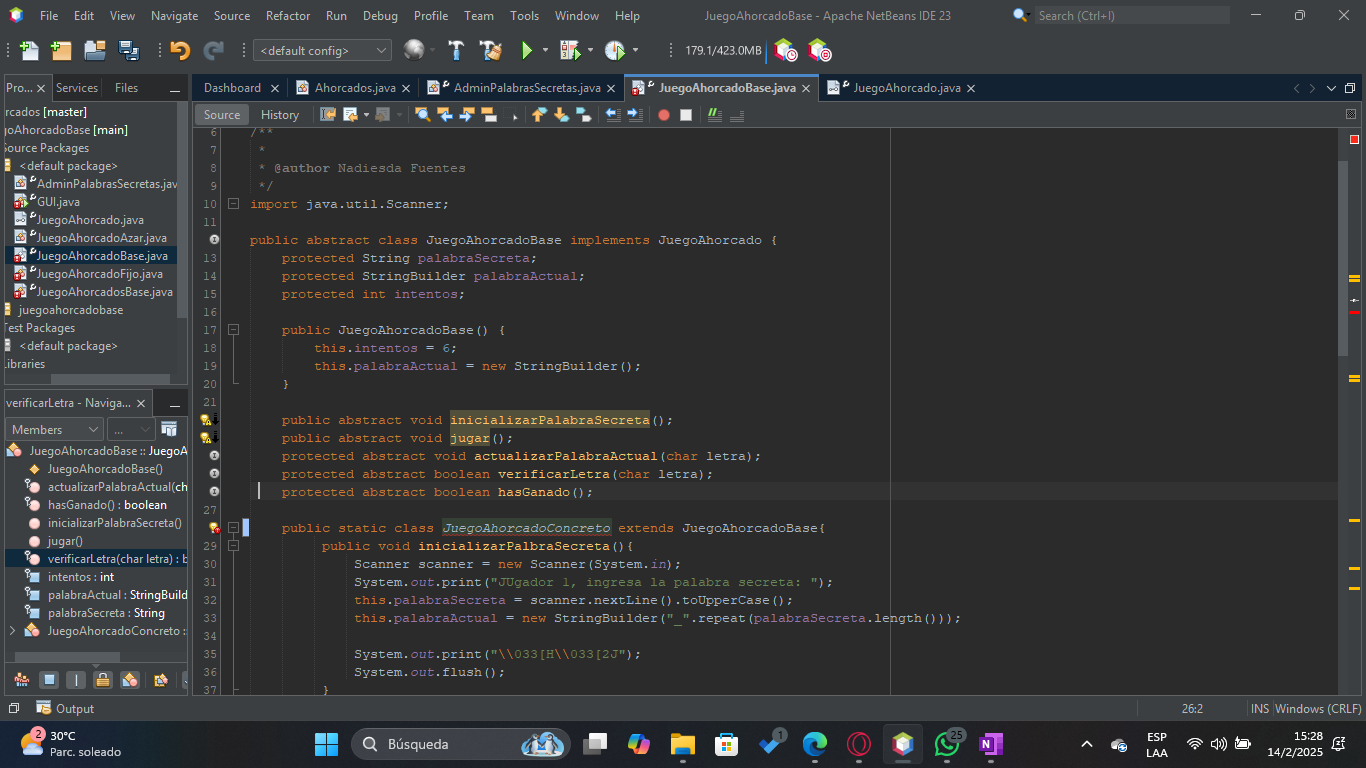 File Edit View Navigate Source Refactor Run Debug Profile Team Tools Window Help
JuegoAhorcadoBase - Apache NetBeans IDE 23
Search (Ctrl+I)
<default config>
179.1/423.0MB
Pro... Services Files
Dashboard Ahorcados.java AdminPalabrasSecretas.java JuegoAhorcadoBase.java JuegoAhorcado.java
Source History
rcados [master]
goAhorcadoBase [main]
Source Packages
<default package>
AdminPalabrasSecretas.jav
GUI.java
JuegoAhorcado.java
JuegoAhorcadoAzar.java
JuegoAhorcadoBase.java
JuegoAhorcadoFijo.java
JuegoAhorcadosBase.java
juegoahorcadobase
Test Packages
<default package>
Libraries
verificarLetra - Naviga...
Members ...
JuegoAhorcadoBase :: JuegoA
JuegoAhorcadoBase()
actualizarPalabraActual(ch
hasGanado() : boolean
inicializarPalabraSecreta()
jugar()
verificarLetra(char letra) : b
intentos : int
palabraActual : StringBuild
palabraSecreta : String
JuegoAhorcadoConcreto :
6 /**
7 *
8 * @author Nadiesda Fuentes
9 */
10 import java.util.Scanner;
11
public abstract class JuegoAhorcadoBase implements JuegoAhorcado {
13 protected String palabraSecreta;
14 protected StringBuilder palabraActual;
15 protected int intentos;
16
17 public JuegoAhorcadoBase() {
18 this.intentos = 6;
19 this.palabraActual = new StringBuilder();
20 }
21
public abstract void inicializarPalabraSecreta();
public abstract void jugar();
protected abstract void actualizarPalabraActual(char letra);
protected abstract boolean verificarLetra(char letra);
protected abstract boolean hasGanado();
27
public static class JuegoAhorcadoConcreto extends JuegoAhorcadoBase{
29 public void inicializarPalbraSecreta(){
30 Scanner scanner = new Scanner(System.in);
31 System.out.print("JUgador 1, ingresa la palabra secreta: ");
32 this.palabraSecreta = scanner.nextLine().toUpperCase();
33 this.palabraActual = new StringBuilder("_".repeat(palabraSecreta.length()));
34
35 System.out.print("\\033[H\\033[2J");
36 System.out.flush();
37 }
Output
26:2 INS Windows (CRLF)
2
30°C
Parc. soleado
Búsqueda
1
25
ESP
LAA
15:28
14/2/2025